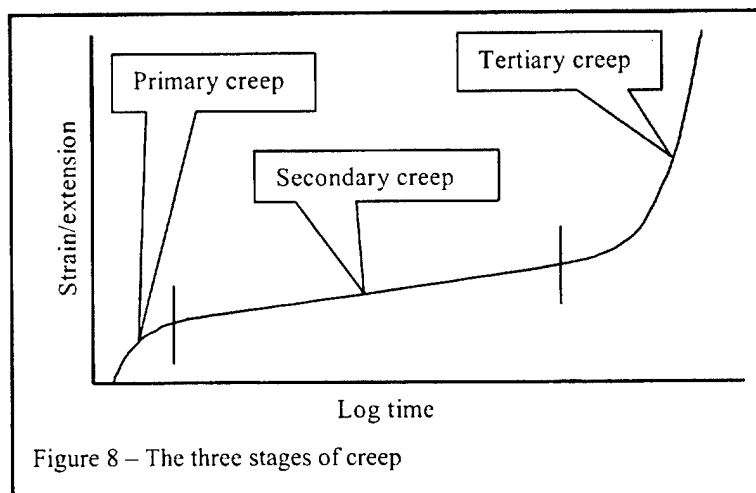 Primary creep
Tertiary creep
Secondary creep
Strain/extension
Log time
Figure 8 – The three stages of creep